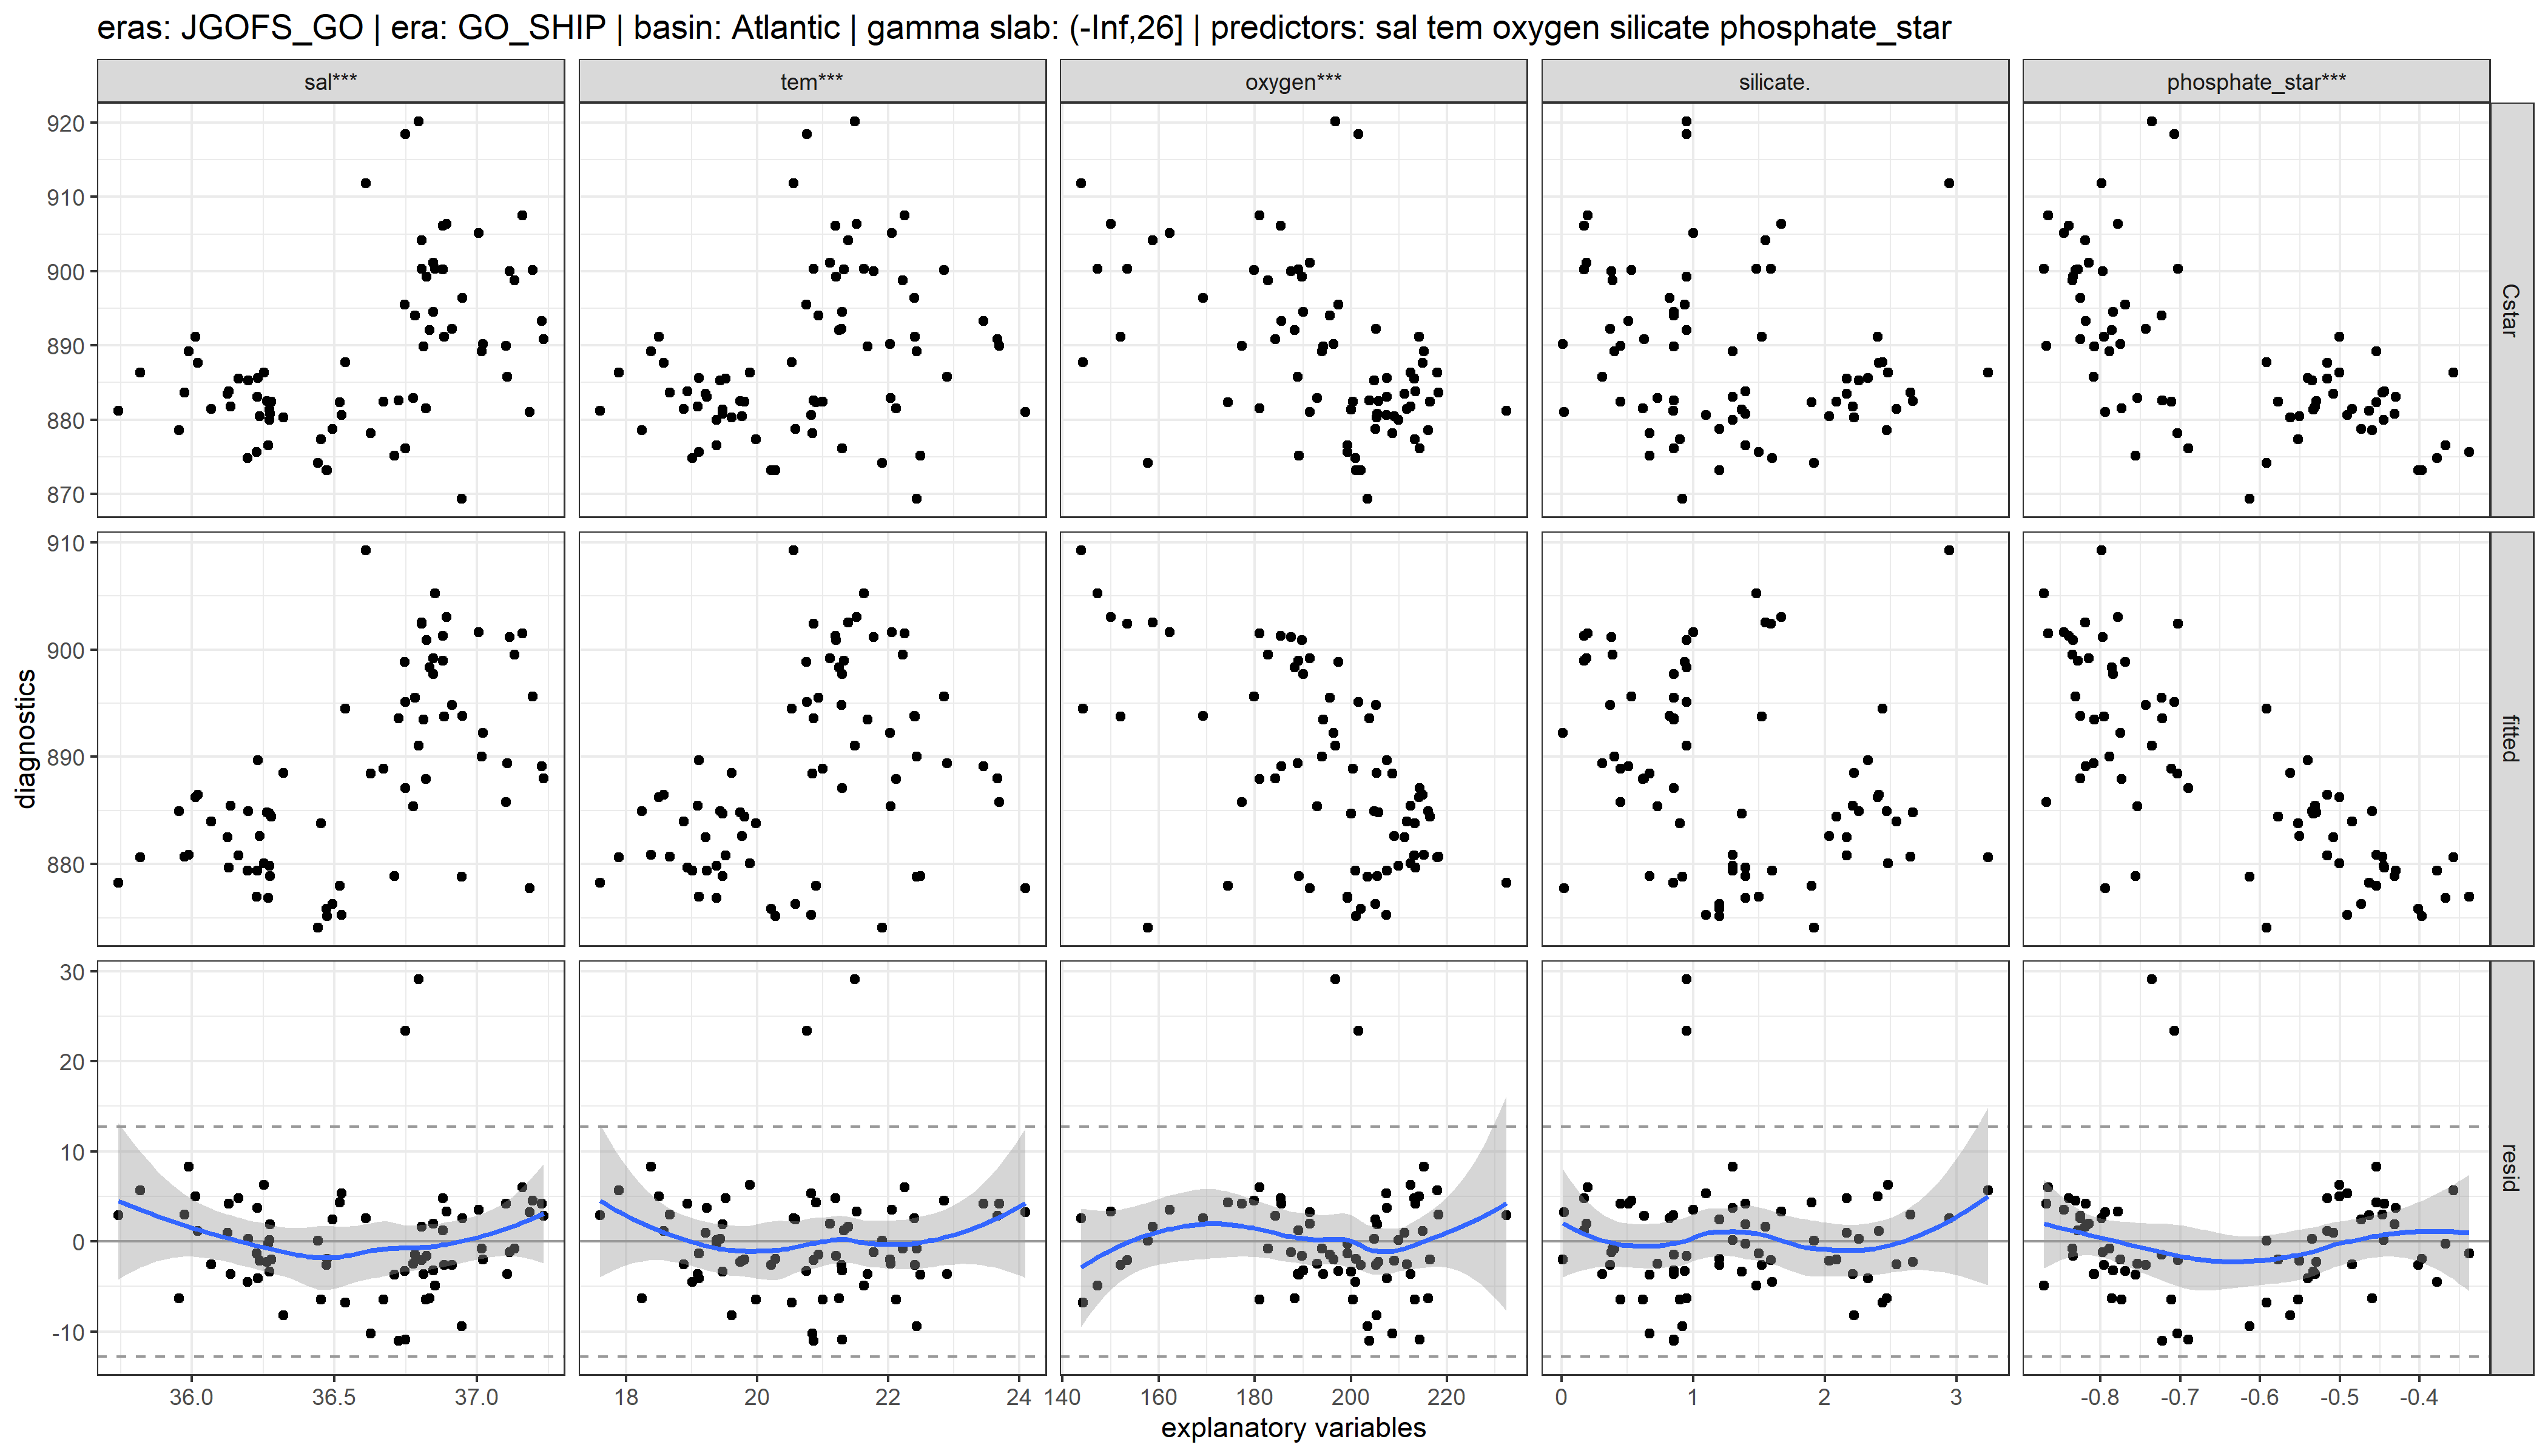 eras: JGOFS_GO | era: GO_SHIP | basin: Atlantic | gamma slab: (-Inf,26] | predictors: sal tem oxygen silicate phosphate_star
sal*** tem*** oxygen*** silicate. phosphate_star***
920
910
900
890
880
870
Cstar
910
900
890
880
fitted
diagnostics
30
20
10
0
-10
resid
36.0 36.5 37.0 18 20 22 24 140 160 180 200 220 0 1 2 3 -0.8 -0.7 -0.6 -0.5 -0.4
explanatory variables